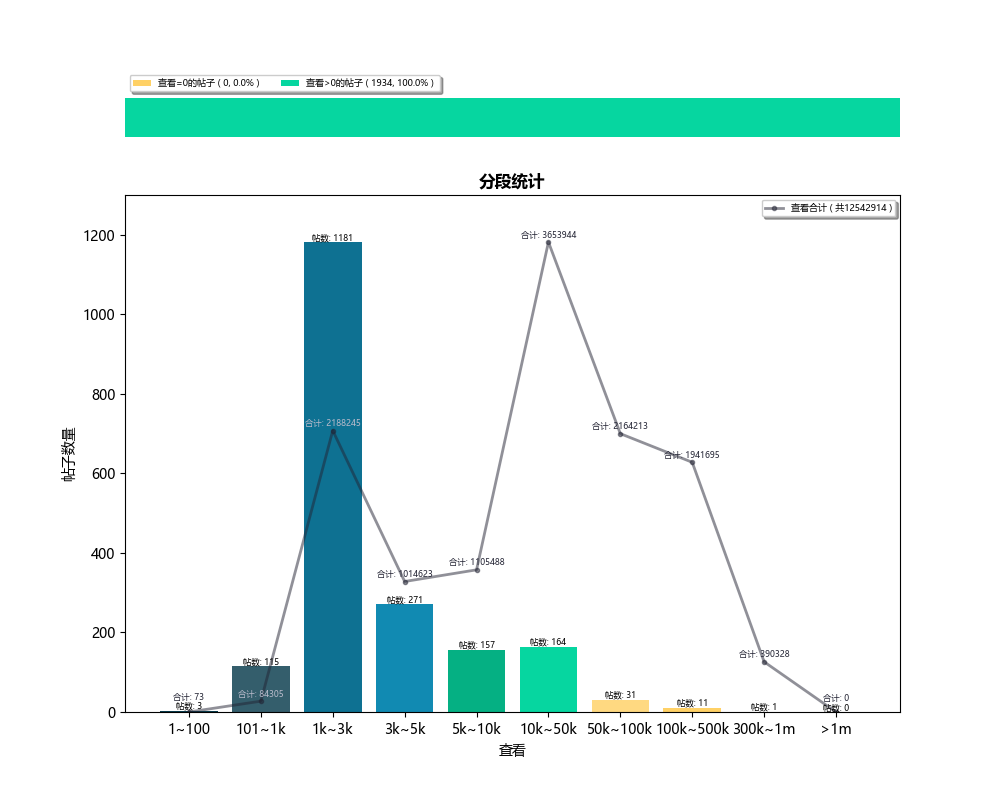 查看=0的帖子 ( 0, 0.0% )
查看>0的帖子 ( 1934, 100.0% )
分段统计
查看合计 ( 共12542914 )
1200
1000
800
600
400
200
0
帖子数量
帖数: 1181
合计: 3653944
合计: 2188245
合计: 2164213
合计: 1941695
合计: 1105488
合计: 1014623
帖数: 271
帖数: 157
帖数: 164
帖数: 115
合计: 390328
合计: 73
合计: 84305
帖数: 31
合计: 0
帖数: 3
帖数: 11
帖数: 1
帖数: 0
1~100
101~1k
1k~3k
3k~5k
5k~10k
10k~50k
50k~100k
100k~500k
300k~1m
>1m
查看